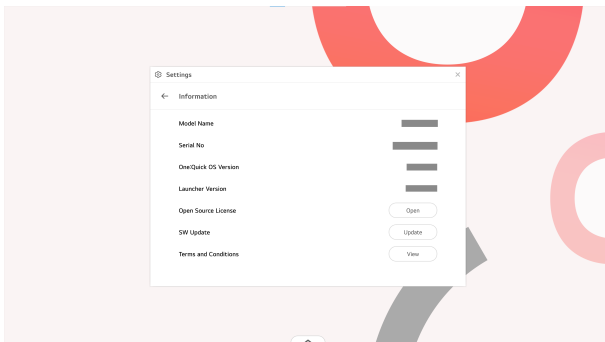 Settings
Information
Model Name
Serial No
One:Quick OS Version
Launcher Version
Open Source License Open
SW Update Update
Terms and Conditions View